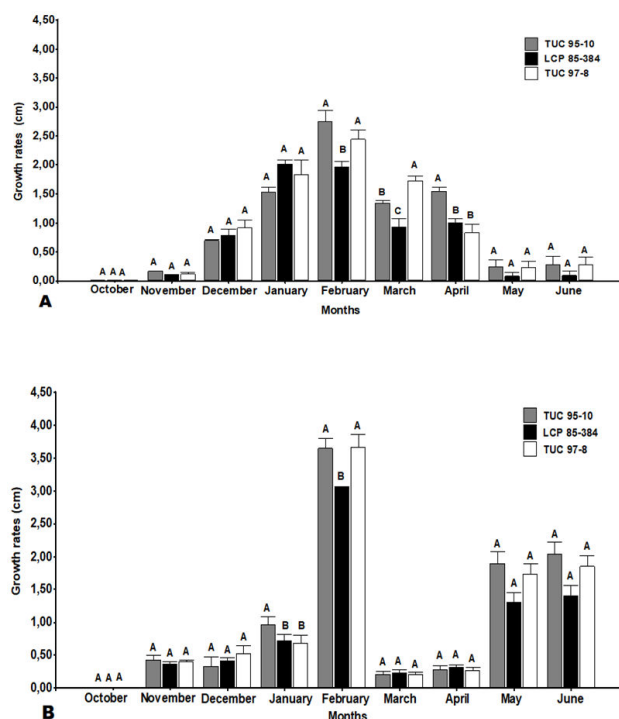 4,50
4,00
3,50
3,00
2,50
2,00
1,50
1,00
0,50
0,00
Growth rates (cm)
TUC 95-10
LCP 85-384
TUC 97-8
A A A
A A A
A A A
A A A
A B A
B C A
A B B
A A A
A A A
October November December January February March April May June
Months
A
4,50
4,00
3,50
3,00
2,50
2,00
1,50
1,00
0,50
0,00
Growth rates (cm)
TUC 95-10
LCP 85-384
TUC 97-8
A A A
A A A
A A A
A B B
A B A
A A A
A A A
A A A
A A A
October November December January February March April May June
Months
B